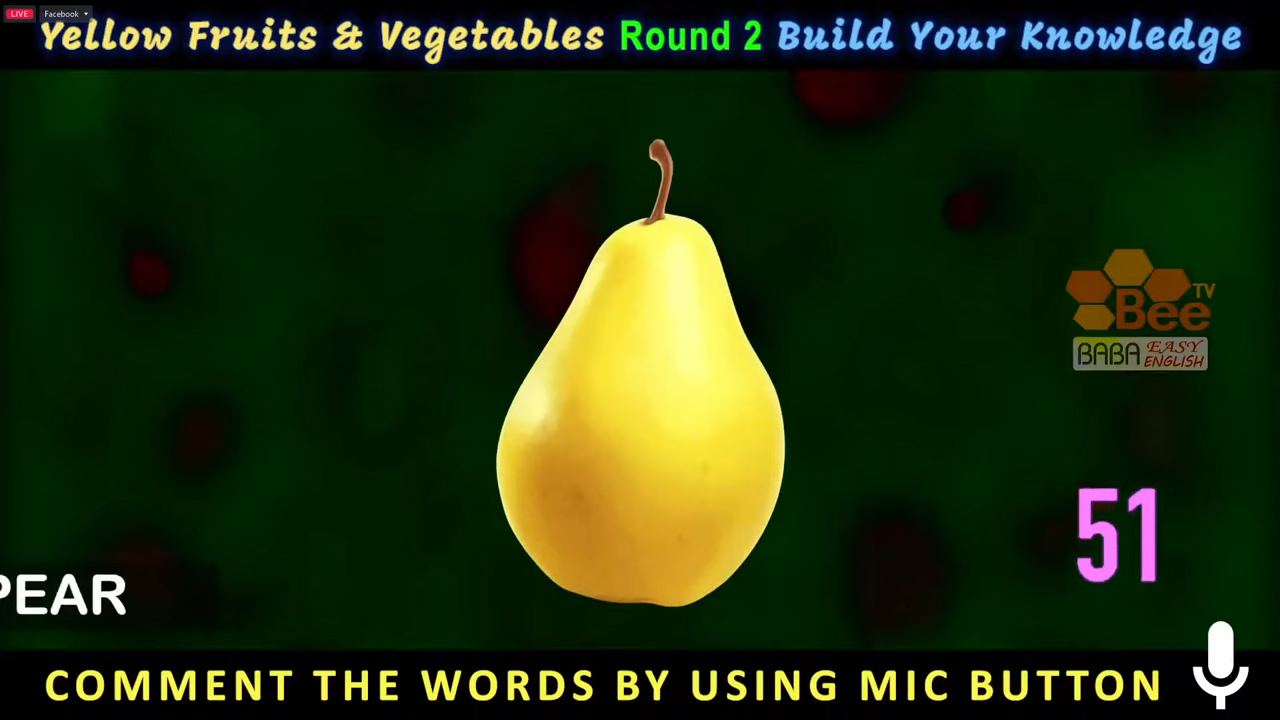 LIVE Facebook
Yellow Fruits & Vegetables Round 2 Build Your Knowledge
TV
Bee
BABA EASY ENGLISH
51
PEAR
COMMENT THE WORDS BY USING MIC BUTTON